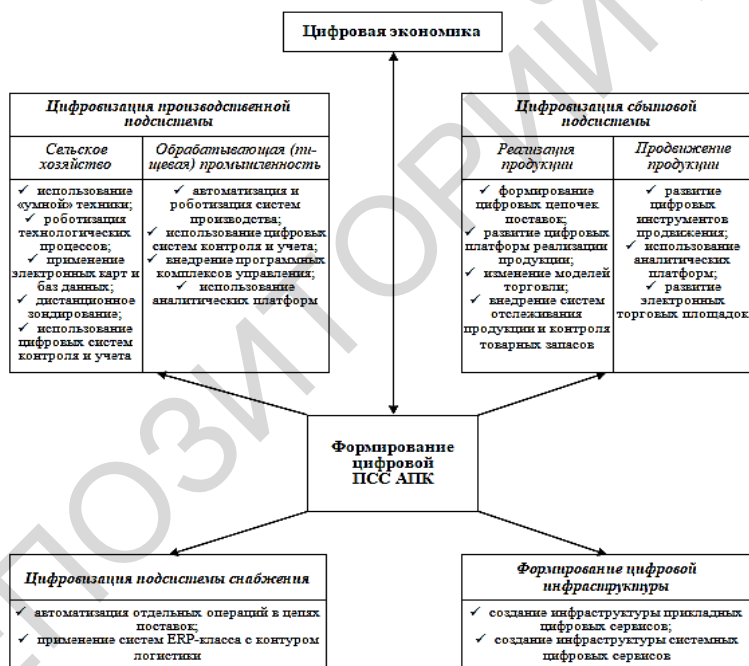 Цифровая экономика
Цифровизация производственной
подсистемы
Сельское
хозяйство
Обрабатывающая (пи-
щевая) промышленность
✓ использование
«умной» техники;
✓ роботизация
технологических
процессов;
✓ применение
электронных карт и
баз данных;
✓ дистанционное
зондирование;
✓ использование
цифровых систем
контроля и учета
✓ автоматизация и
роботизация систем
производства;
✓ использование цифровых
систем контроля и учета;
✓ внедрение программных
комплексов управления;
✓ использование
аналитических платформ
Цифровизация сбытовой
подсистемы
Реализация
продукции
Продвижение
продукции
✓ формирование
цифровых цепочек
поставок;
✓ развитие цифровых
платформ реализации
продукции;
✓ изменение моделей
торговли;
✓ внедрение систем
отслеживания
продукции и контроля
товарных запасов
✓ развитие
цифровых
инструментов
продвижения;
✓ использование
аналитических
платформ;
✓ развитие
электронных
торговых площадок
Формирование
цифровой
ПСС АПК
Цифровизация подсистемы снабжения
✓ автоматизация отдельных операций в цепях
поставок;
✓ применение систем ERP-класса с контуром
логистики
Формирование цифровой
инфраструктуры
✓ создание инфраструктуры прикладных
цифровых сервисов;
✓ создание инфраструктуры системных
цифровых сервисов
ЕПОЗИТОРИЙ